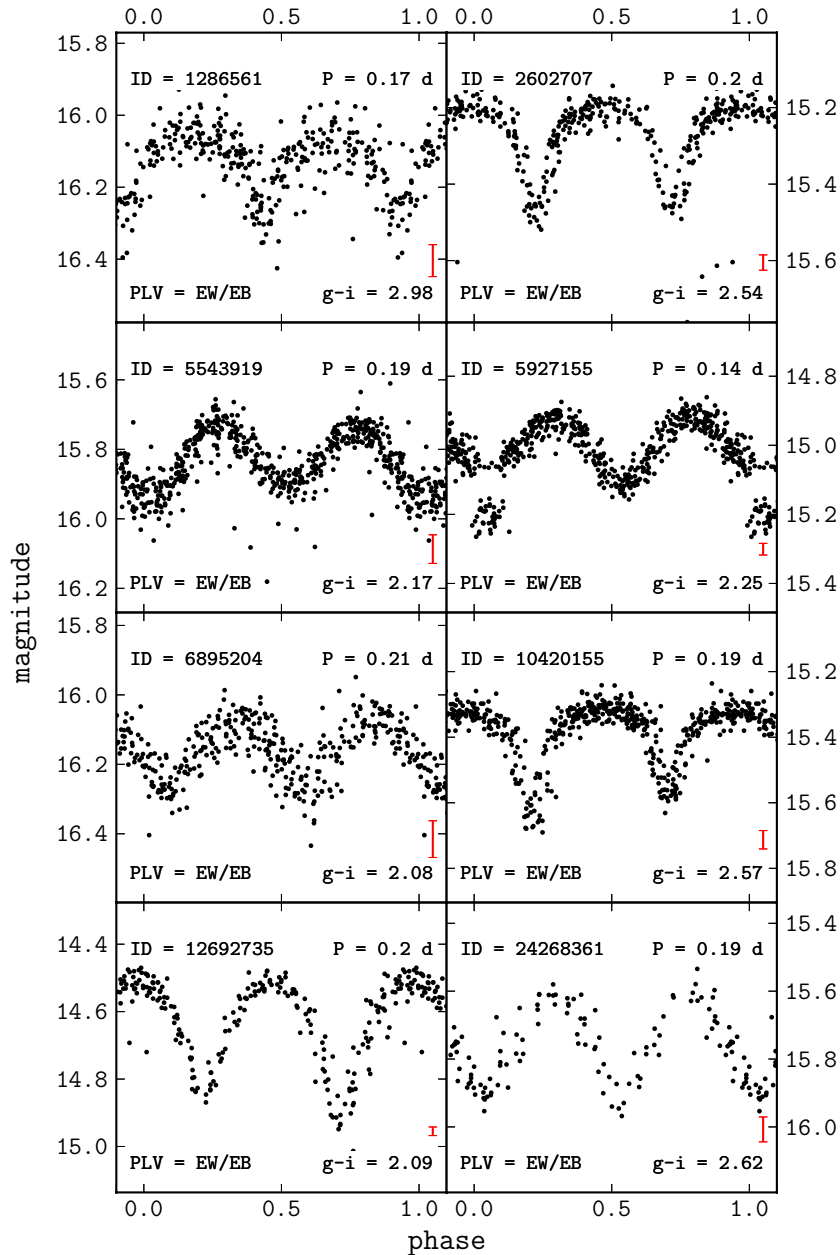 0.0 0.5 1.0 0.0 0.5 1.0
15.8
ID = 1286561 P = 0.17 d
16.0
16.2
16.4
PLV = EW/EB g-i = 2.98
ID = 2602707 P = 0.2 d
15.2
15.4
15.6
PLV = EW/EB g-i = 2.54
ID = 5543919 P = 0.19 d
15.6
15.8
16.0
16.2
PLV = EW/EB g-i = 2.17
ID = 5927155 P = 0.14 d
14.8
15.0
15.2
15.4
PLV = EW/EB g-i = 2.25
magnitude
15.8
ID = 6895204 P = 0.21 d
16.0
16.2
16.4
PLV = EW/EB g-i = 2.08
ID = 10420155 P = 0.19 d
15.2
15.4
15.6
15.8
PLV = EW/EB g-i = 2.57
14.4
ID = 12692735 P = 0.2 d
14.6
14.8
15.0
PLV = EW/EB g-i = 2.09
15.4
ID = 24268361 P = 0.19 d
15.6
15.8
16.0
PLV = EW/EB g-i = 2.62
0.0 0.5 1.0 0.0 0.5 1.0
phase